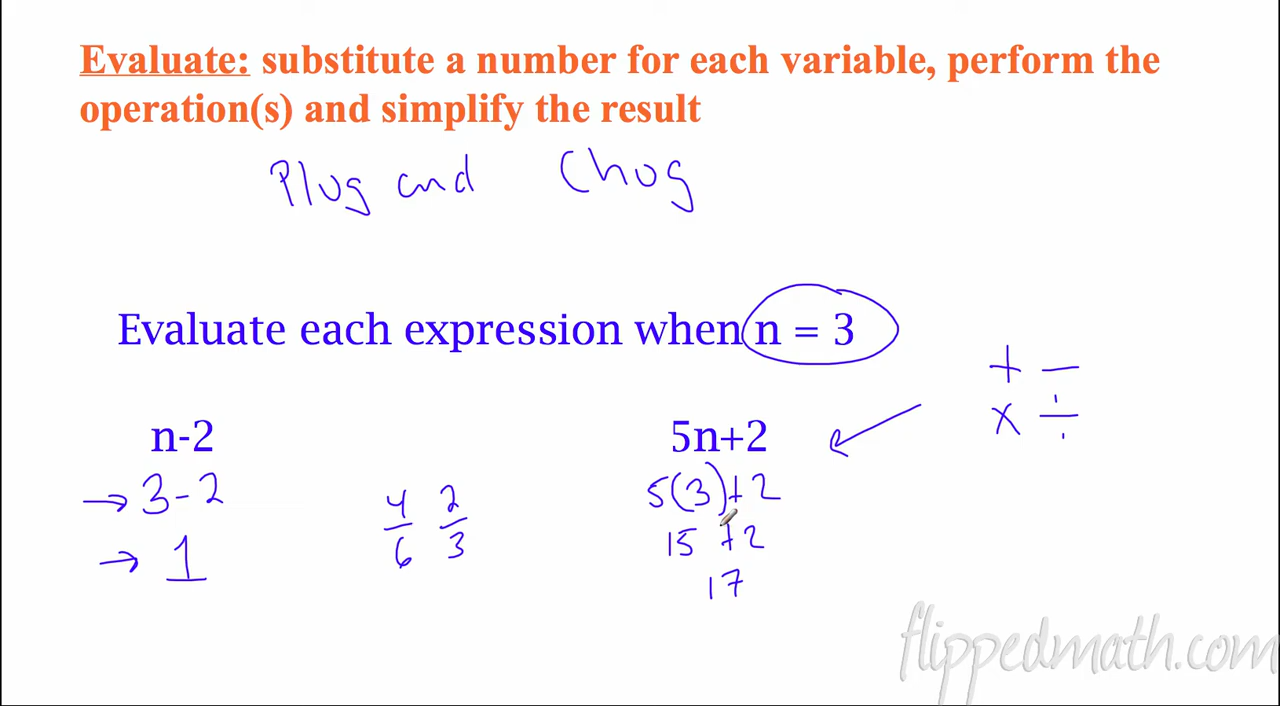 Evaluate: substitute a number for each variable, perform the
operation(s) and simplify the result
Plug and Chug
Evaluate each expression when n = 3
+ −
x ÷
n-2
5n+2
→ 3 - 2
4/6 2/3
5(3)+2
15 +2
→ 1
17
flippedmath.com